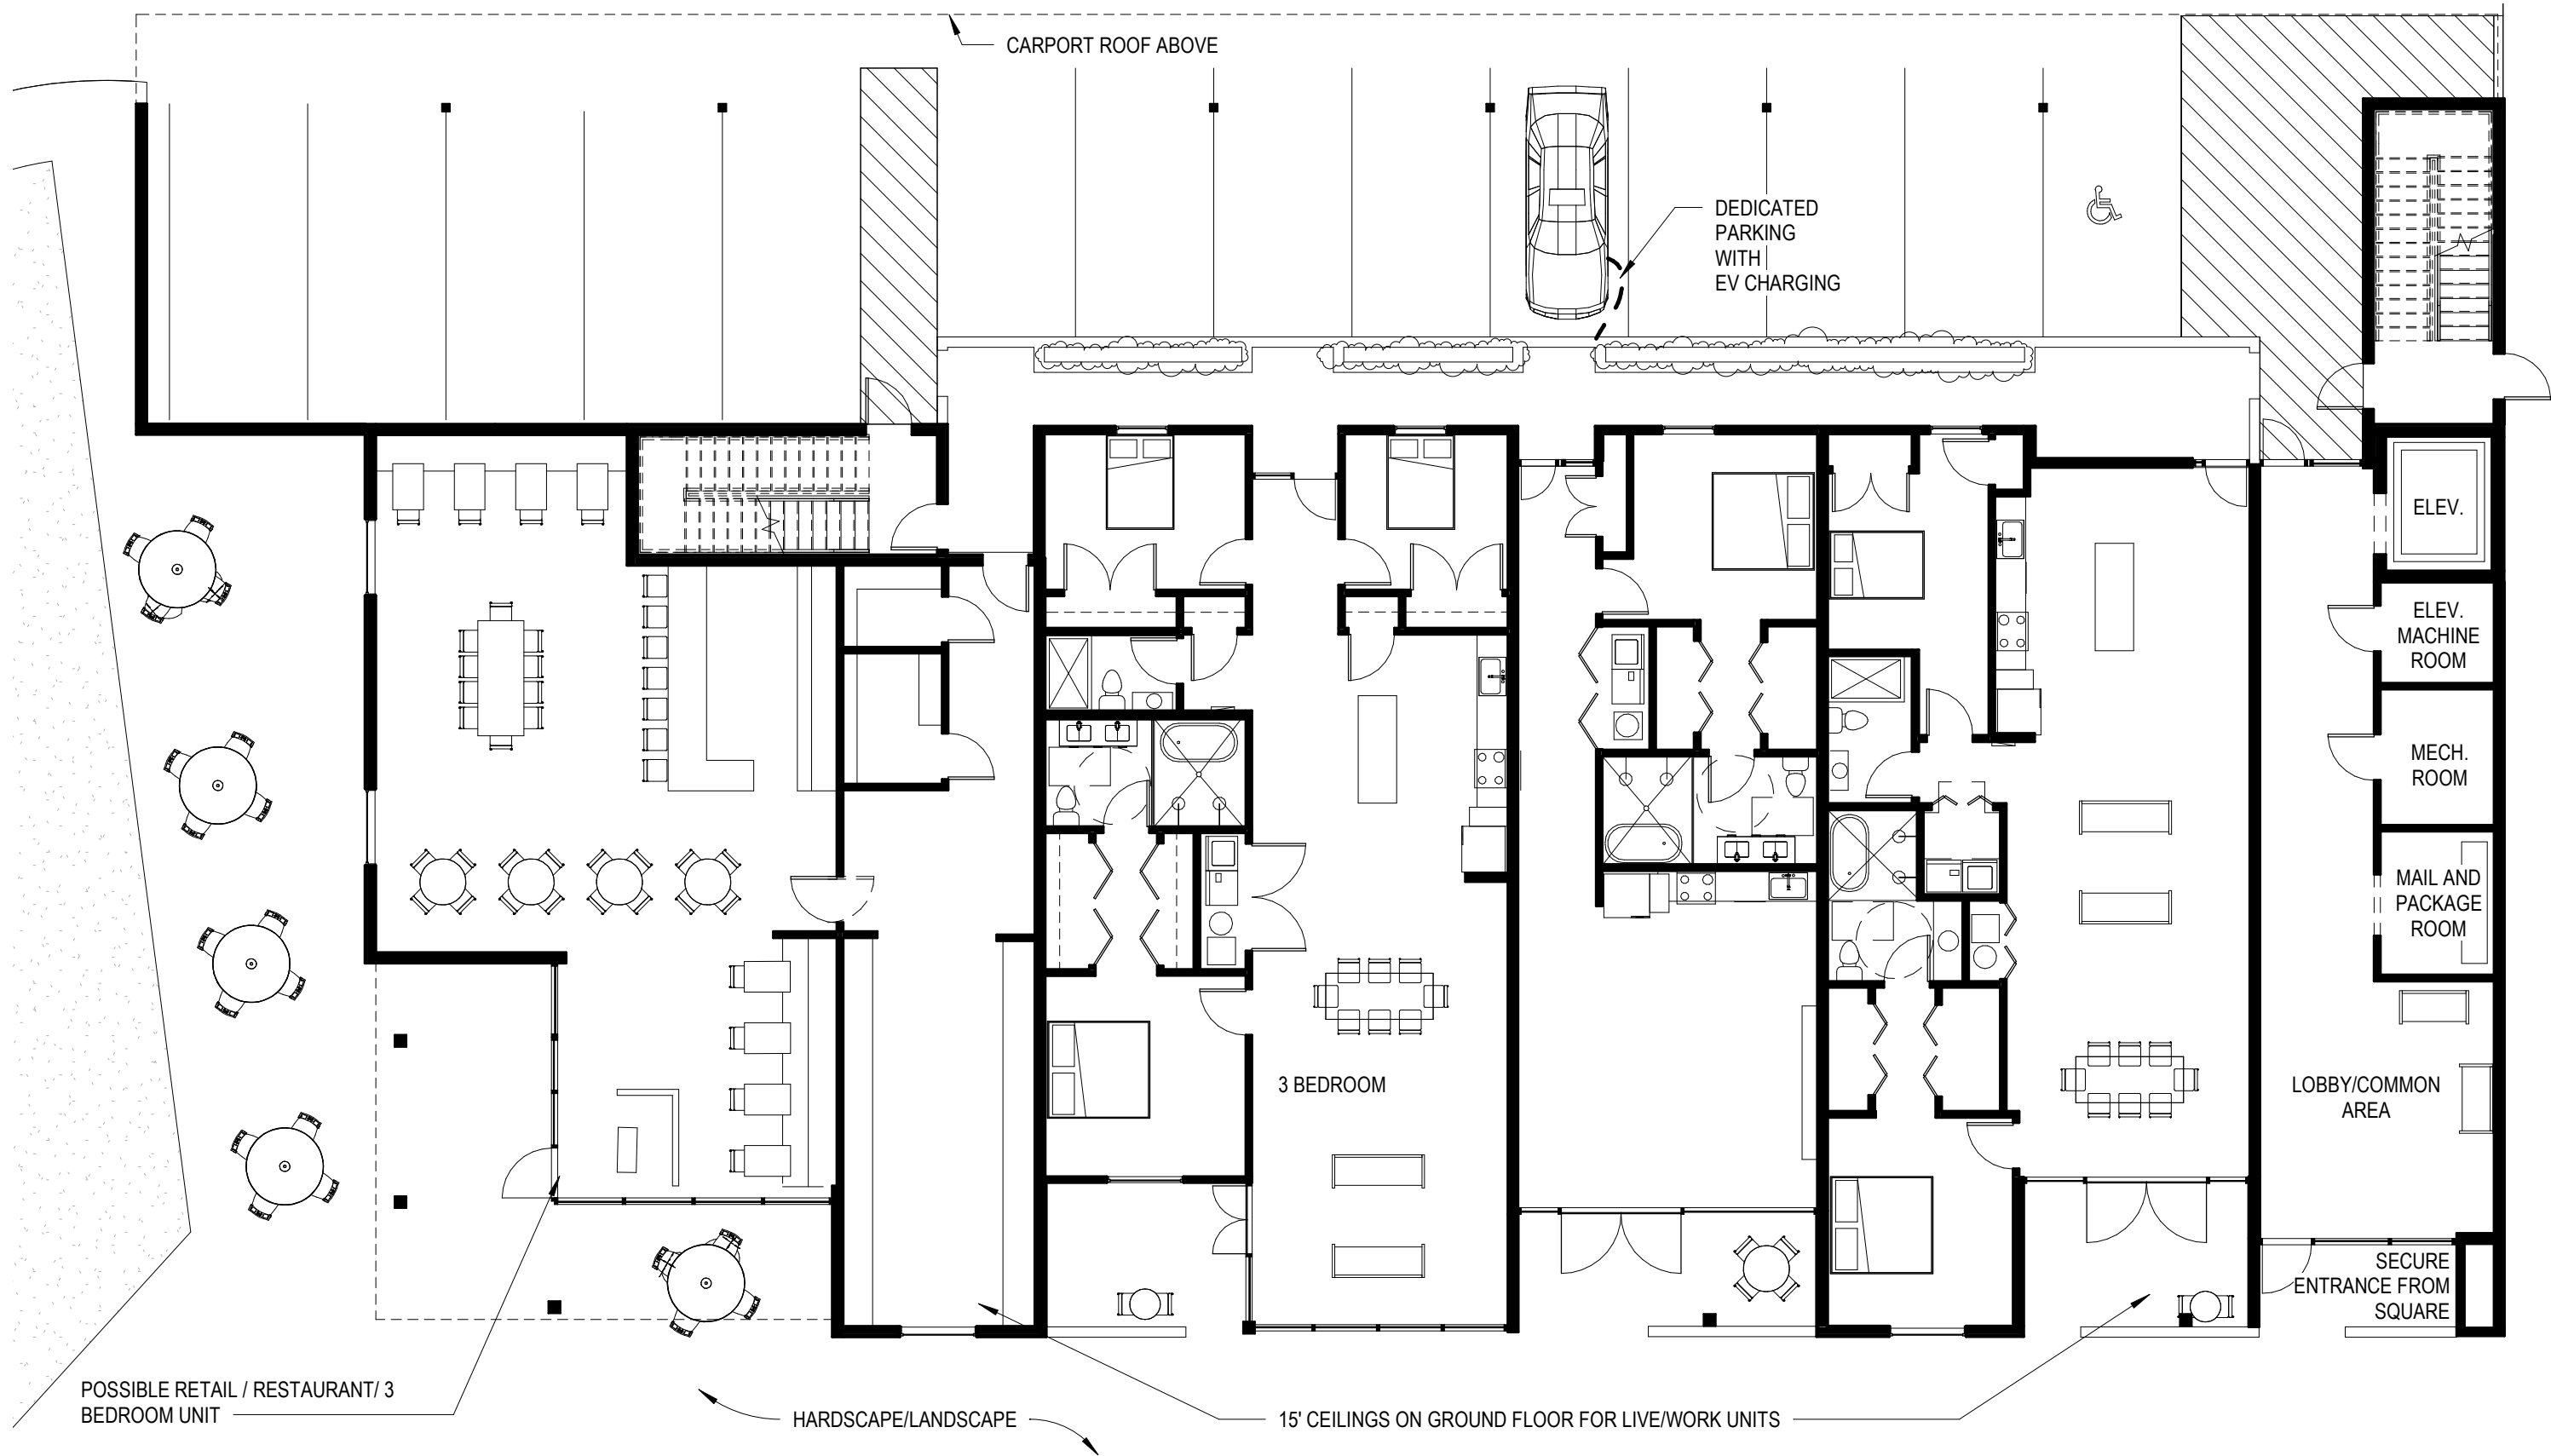 CARPORT ROOF ABOVE
DEDICATED
PARKING
WITH
EV CHARGING
ELEV.
ELEV.
MACHINE
ROOM
MECH.
ROOM
MAIL AND
PACKAGE
ROOM
3 BEDROOM
LOBBY/COMMON
AREA
SECURE
ENTRANCE FROM
SQUARE
POSSIBLE RETAIL / RESTAURANT/ 3
BEDROOM UNIT
HARDSCAPE/LANDSCAPE
15' CEILINGS ON GROUND FLOOR FOR LIVE/WORK UNITS